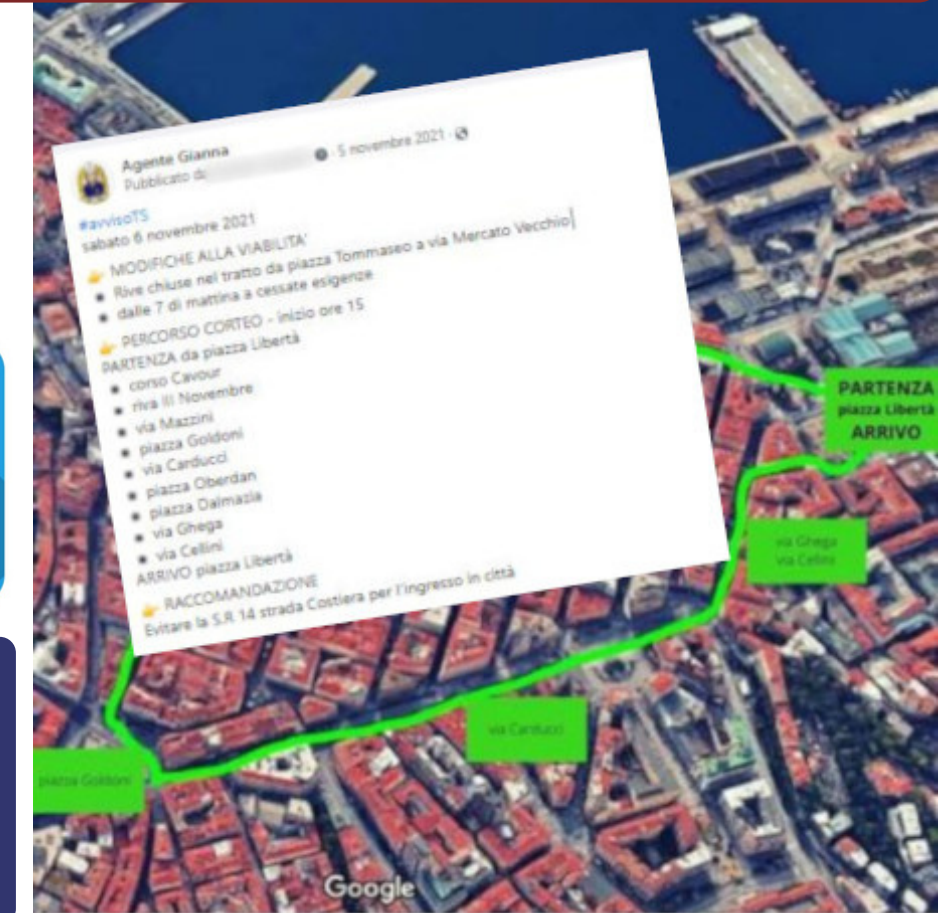 Agente Gianna
Pubblicato da
5 novembre 2021
#avvisoTS
sabato 6 novembre 2021
👉 MODIFICHE ALLA VIABILITA'
▪ Rive chiuse nel tratto da piazza Tommaseo a via Mercato Vecchio
▪ dalle 7 di mattina a cessate esigenze
👉 PERCORSO CORTEO - inizio ore 15
PARTENZA da piazza Libertà
▪ corso Cavour
▪ riva III Novembre
▪ via Mazzini
▪ piazza Goldoni
▪ via Carducci
▪ piazza Oberdan
▪ piazza Dalmazia
▪ via Ghega
▪ via Cellini
ARRIVO piazza Libertà
👉 RACCOMANDAZIONE
Evitare la S.R 14 strada Costiera per l'ingresso in città
PARTENZA
piazza Libertà
ARRIVO
via Ghega
via Cellini
via Carducci
piazza Goldoni
Google